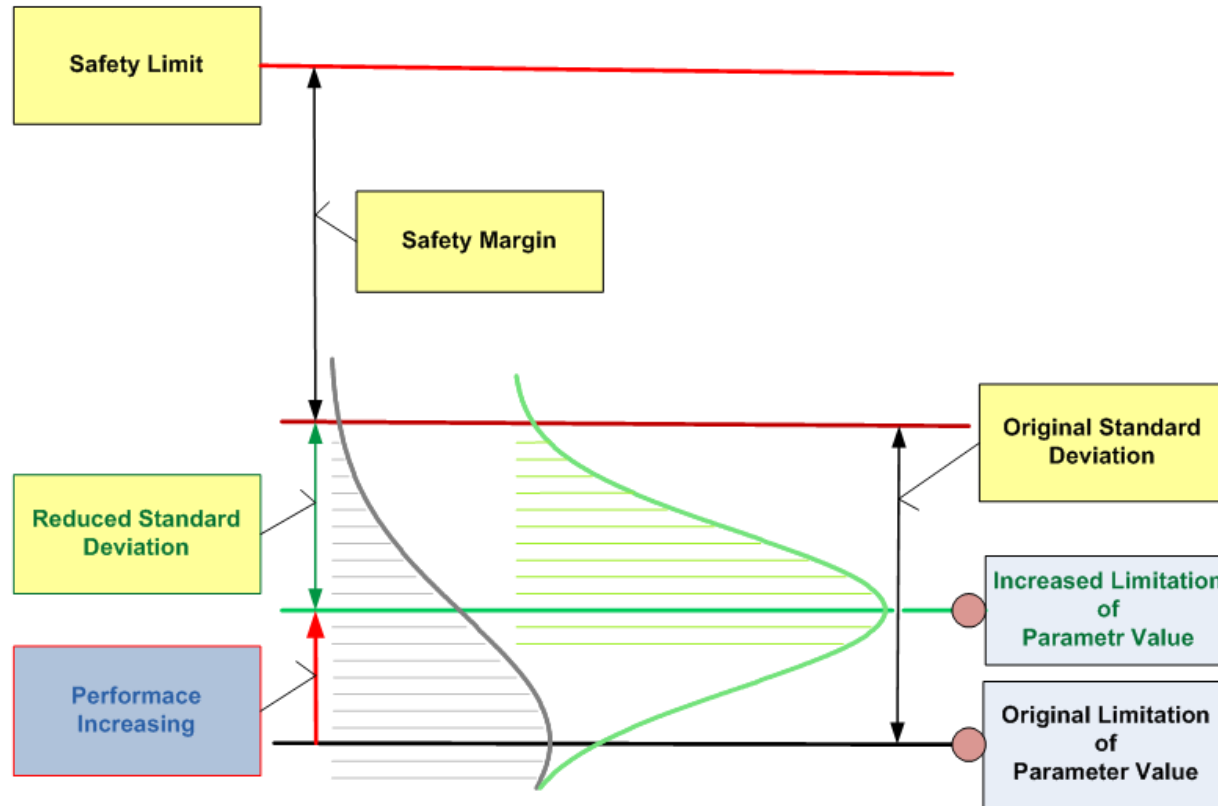 Safety Limit
Safety Margin
Original Standard
Deviation
Reduced Standard
Deviation
Increased Limitation
of
Parametr Value
Performace
Increasing
Original Limitation
of
Parameter Value